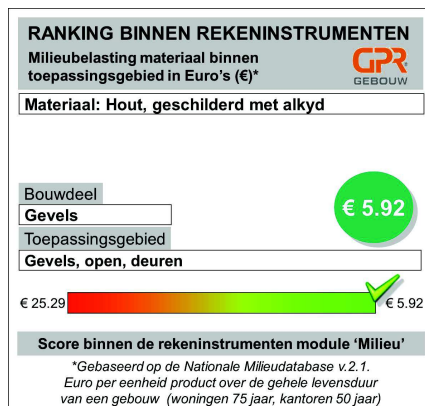 RANKING BINNEN REKENINSTRUMENTEN
Milieubelasting materiaal binnen
toepassingsgebied in Euro's (€)*
GPR
GEBOUW
Materiaal: Hout, geschilderd met alkyd
Bouwdeel
Gevels
€ 5.92
Toepassingsgebied
Gevels, open, deuren
€ 25.29
€ 5.92
Score binnen de rekeninstrumenten module ‘Milieu’
*Gebaseerd op de Nationale Milieudatabase v.2.1.
Euro per eenheid product over de gehele levensduur
van een gebouw (woningen 75 jaar, kantoren 50 jaar)